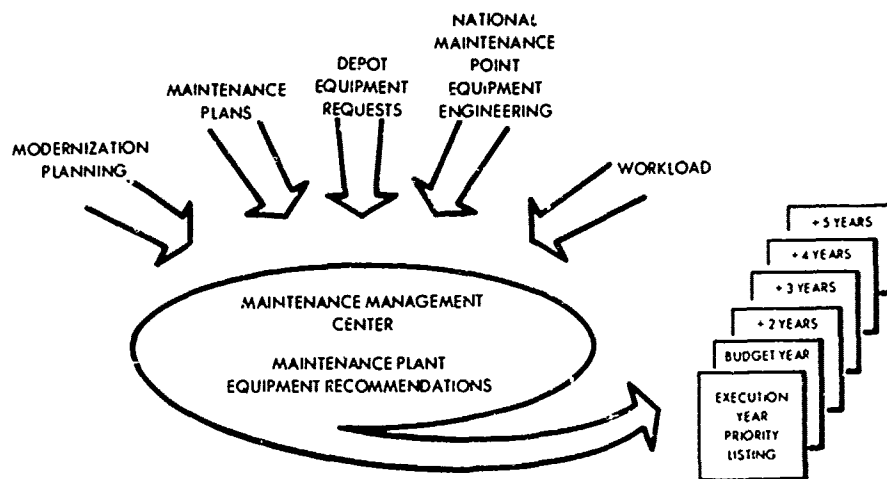 NATIONAL
MAINTENANCE
POINT
EQUIPMENT
ENGINEERING
DEPOT
EQUIPMENT
REQUESTS
MAINTENANCE
PLANS
MODERNIZATION
PLANNING
WORKLOAD
MAINTENANCE MANAGEMENT
CENTER
MAINTENANCE PLANT
EQUIPMENT RECOMMENDATIONS
+ 5 YEARS
+ 4 YEARS
+ 3 YEARS
+ 2 YEARS
BUDGET YEAR
EXECUTION
YEAR
PRIORITY
LISTING